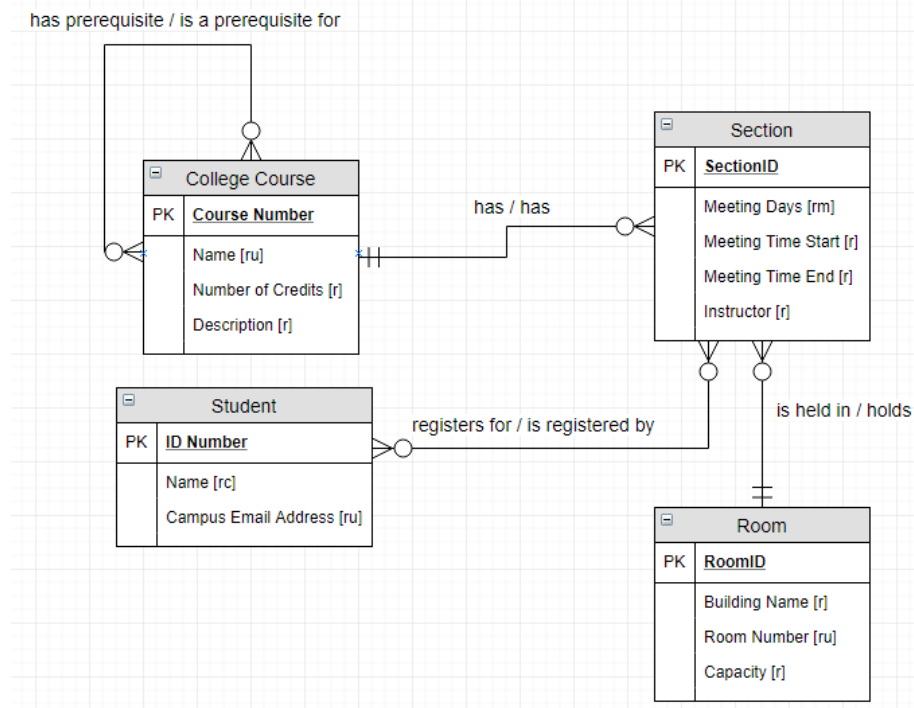 has prerequisite / is a prerequisite for
College Course
PK Course Number
Name [ru]
Number of Credits [r]
Description [r]
has / has
Section
PK SectionID
Meeting Days [rm]
Meeting Time Start [r]
Meeting Time End [r]
Instructor [r]
Student
PK ID Number
Name [rc]
Campus Email Address [ru]
registers for / is registered by
is held in / holds
Room
PK RoomID
Building Name [r]
Room Number [ru]
Capacity [r]